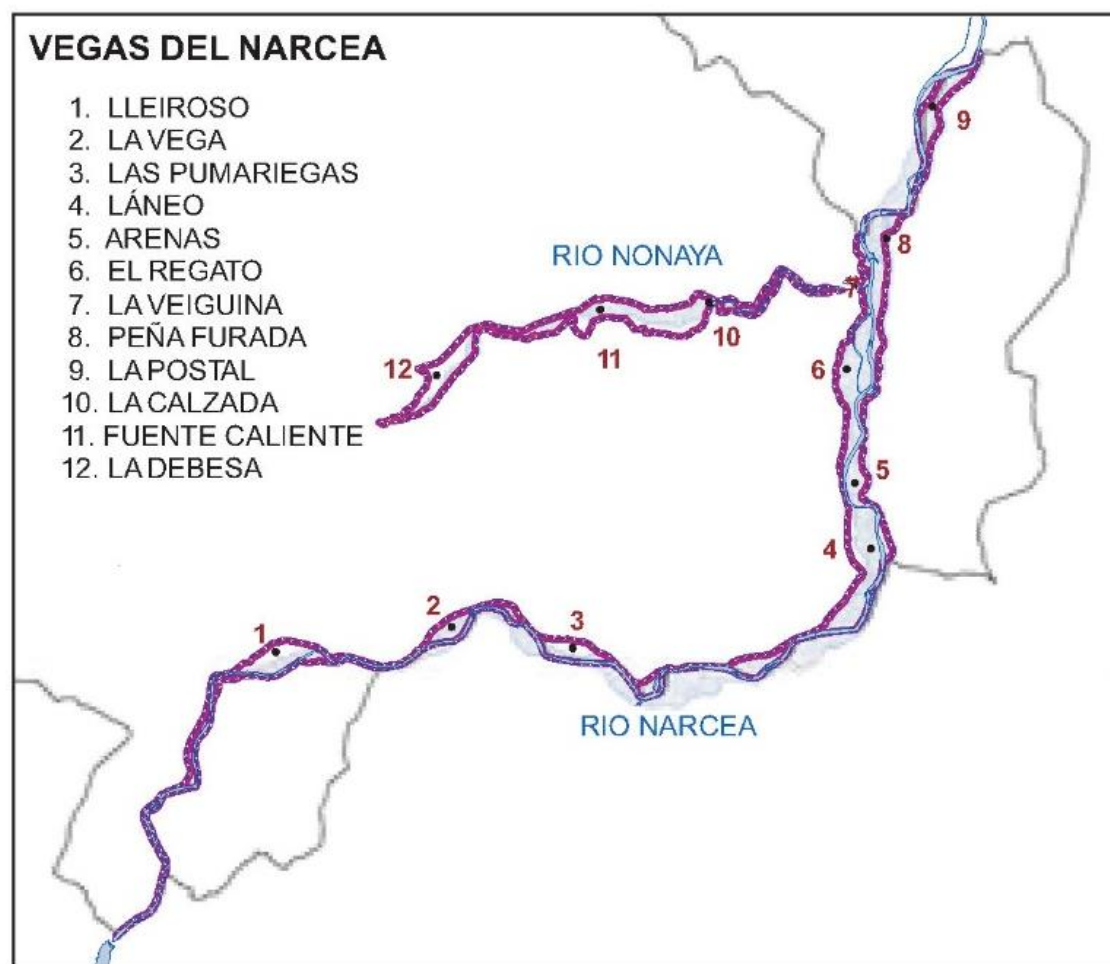 VEGAS DEL NARCEA
1. LLEIROSO
2. LA VEGA
3. LAS PUMARIEGAS
4. LÁNEO
5. ARENAS
6. EL REGATO
7. LA VEIGUINA
8. PEÑA FURADA
9. LA POSTAL
10. LA CALZADA
11. FUENTE CALIENTE
12. LA DEBESA
9
8
RIO NONAYA
7
10
11
12
6
5
4
2
3
1
RIO NARCEA